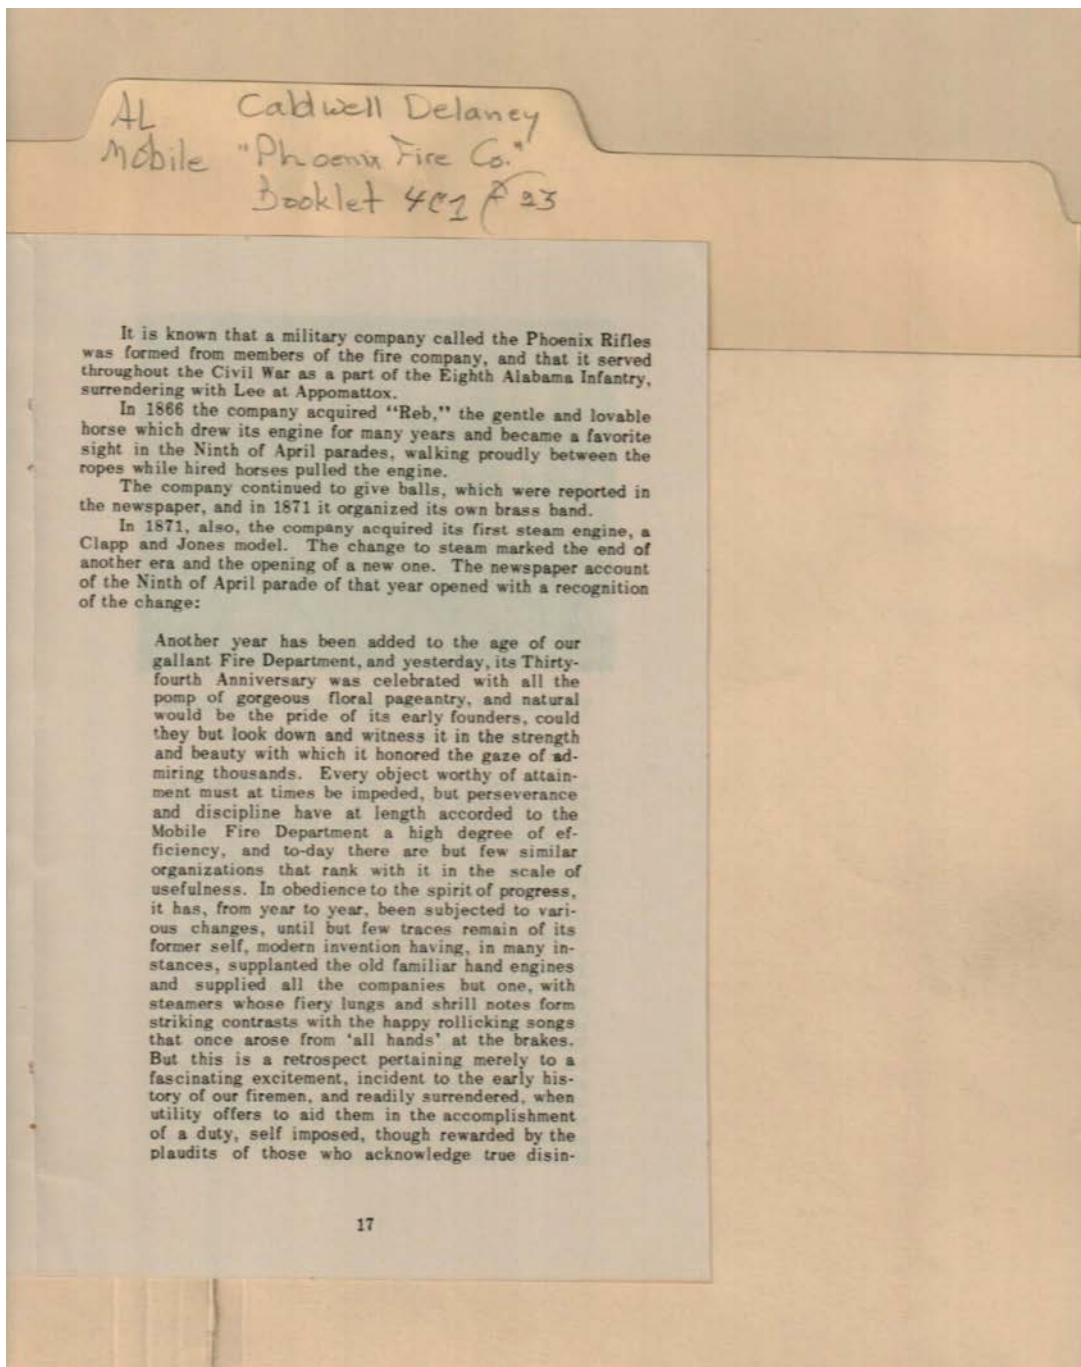 AL Caldwell Delaney
Mobile "Phoenix Fire Co."
Booklet 23
It is known that a military company called the Phoenix Rifles
was formed from members of the fire company, and that it served
throughout the Civil War as a part of the Eighth Alabama Infantry,
surrendering with Lee at Appomattox.
In 1866 the company acquired "Reb," the gentle and lovable
horse which drew its engine for many years and became a favorite
sight in the Ninth of April parades, walking proudly between the
ropes while hired horses pulled the engine.
The company continued to give balls, which were reported in
the newspaper, and in 1871 it organized its own brass band.
In 1871, also, the company acquired its first steam engine, a
Clapp and Jones model. The change to steam marked the end of
another era and the opening of a new one. The newspaper account
of the Ninth of April parade of that year opened with a recognition
of the change:
Another year has been added to the age of our
gallant Fire Department, and yesterday, its Thirty-
fourth Anniversary was celebrated with all the
pomp of gorgeous floral pageantry, and natural
would be the pride of its early founders, could
they but look down and witness it in the strength
and beauty with which it honored the gaze of ad-
miring thousands. Every object worthy of attain-
ment must at times be impeded, but perseverance
and discipline have at length accorded to the
Mobile Fire Department a high degree of ef-
ficiency, and to-day there are but few similar
organizations that rank with it in the scale of
usefulness. In obedience to the spirit of progress,
it has, from year to year, been subjected to vari-
ous changes, until but few traces remain of its
former self, modern invention having, in many in-
stances, supplanted the old familiar hand engines
and supplied all the companies but one, with
steamers whose fiery lungs and shrill notes form
striking contrasts with the happy rollicking songs
that once arose from 'all hands' at the brakes.
But this is a retrospect pertaining merely to a
fascinating excitement, incident to the early his-
tory of our firemen, and readily surrendered, when
utility offers to aid them in the accomplishment
of a duty, self imposed, though rewarded by the
plaudits of those who acknowledge true disin-
17